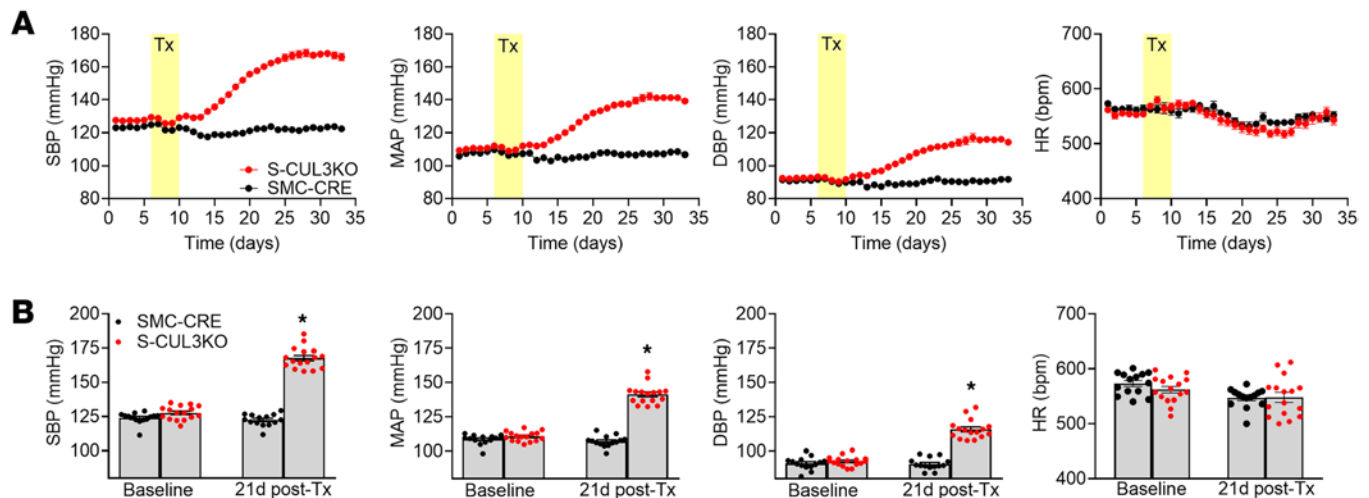 A
SBP (mmHg)
180
160
140
120
100
80
Tx
S-CUL3KO
SMC-CRE
0 5 10 15 20 25 30 35
Time (days)
MAP (mmHg)
180
160
140
120
100
80
Tx
0 5 10 15 20 25 30 35
Time (days)
DBP (mmHg)
180
160
140
120
100
80
Tx
0 5 10 15 20 25 30 35
Time (days)
HR (bpm)
700
600
500
400
Tx
0 5 10 15 20 25 30 35
Time (days)
B
SBP (mmHg)
200
175
150
125
100
SMC-CRE
S-CUL3KO
*
Baseline 21d post-Tx
MAP (mmHg)
200
175
150
125
100
*
Baseline 21d post-Tx
DBP (mmHg)
200
175
150
125
100
*
Baseline 21d post-Tx
HR (bpm)
700
600
500
400
Baseline 21d post-Tx